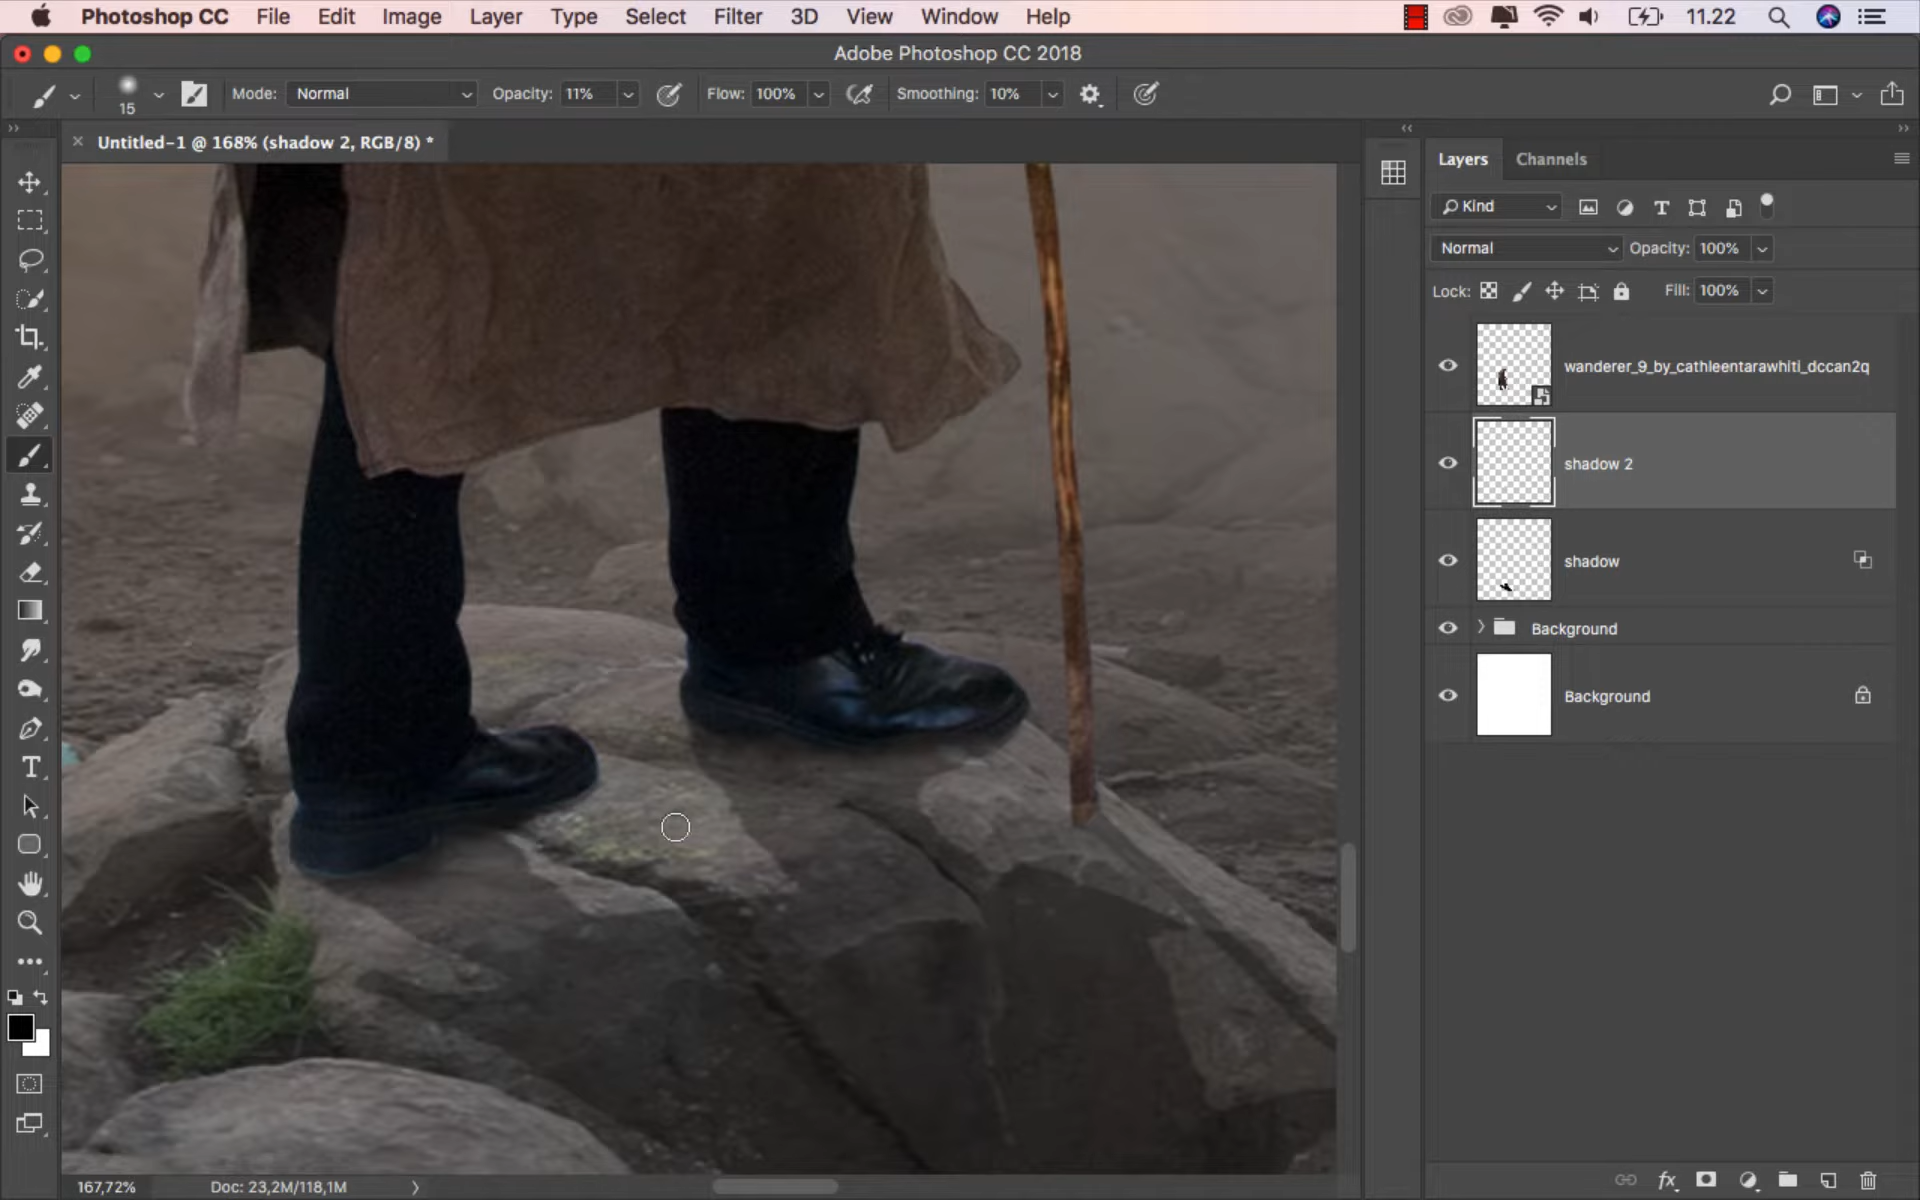 Photoshop CC File Edit Image Layer Type Select Filter 3D View Window Help 11.22
Adobe Photoshop CC 2018
15 Mode: Normal Opacity: 11% Flow: 100% Smoothing: 10%
Untitled-1 @ 168% (shadow 2, RGB/8) *
Layers Channels
Kind
Normal Opacity: 100%
Lock: Fill: 100%
wanderer_9_by_cathleentarawhiti_dccan2q
shadow 2
shadow
Background
Background
167,72% Doc: 23,2M/118,1M